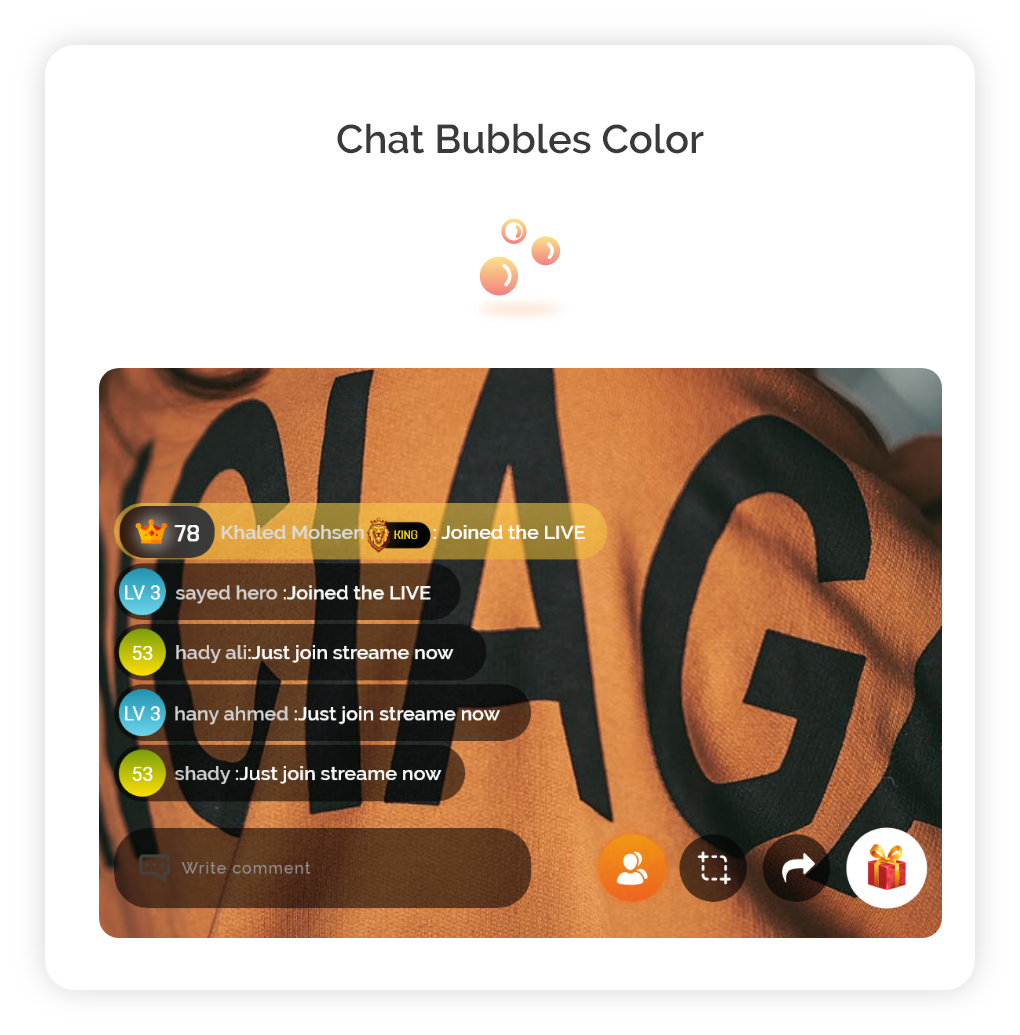 Chat Bubbles Color
CIAG
78 Khaled Mohsen KING : Joined the LIVE
LV 3 sayed hero :Joined the LIVE
53 hady ali:Just join streame now
LV 3 hany ahmed :Just join streame now
53 shady :Just join streame now
Write comment